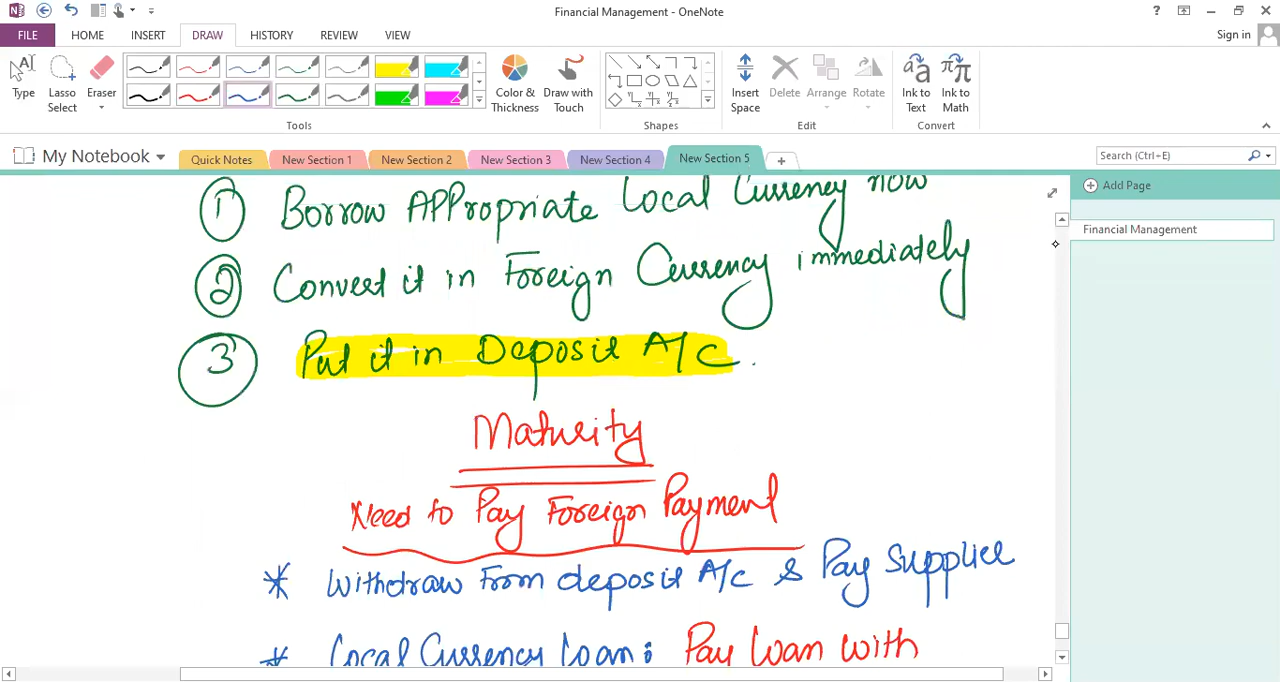 Financial Management - OneNote
?
FILE HOME INSERT DRAW HISTORY REVIEW VIEW
Sign in
Type
Lasso Select
Eraser
Color & Thickness
Draw with Touch
Insert Space
Delete
Arrange
Rotate
Ink to Text
Ink to Math
Tools Shapes Edit Convert
My Notebook Quick Notes New Section 1 New Section 2 New Section 3 New Section 4 New Section 5
Search (Ctrl+E)
Add Page
Financial Management
1 Borrow Appropriate Local Currency now
2 Convert it in Foreign Currency immediately
3 Put it in Deposit A/c.
Maturity
Need to Pay Foreign Payment
* Withdraw From deposit A/c & Pay Supplier
* Local Currency Loan: Pay Loan with